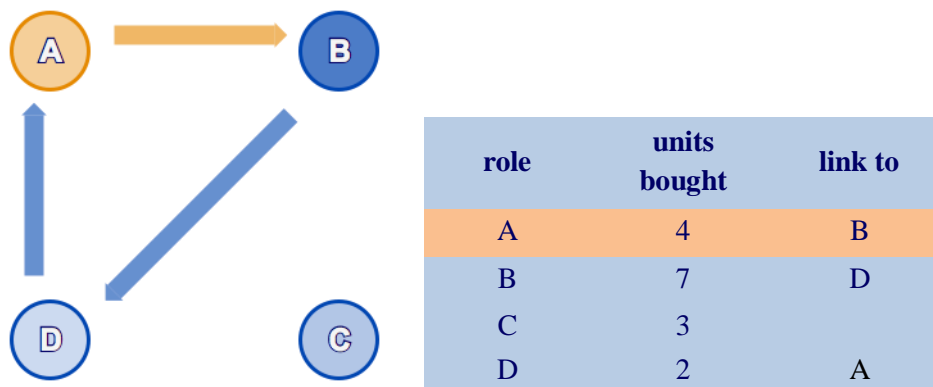 A B
D C
role units bought link to
A 4 B
B 7 D
C 3
D 2 A